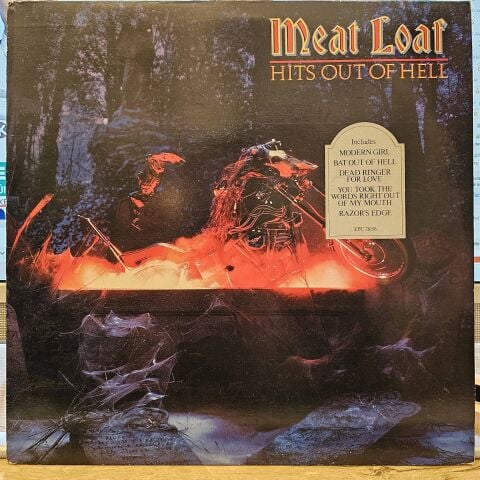 Meat Loaf
HITS OUT OF HELL
Includes
MODERN GIRL
BAT OUT OF HELL
DEAD RINGER
FOR LOVE
YOU TOOK THE
WORDS RIGHT OUT
OF MY MOUTH
RAZOR'S EDGE